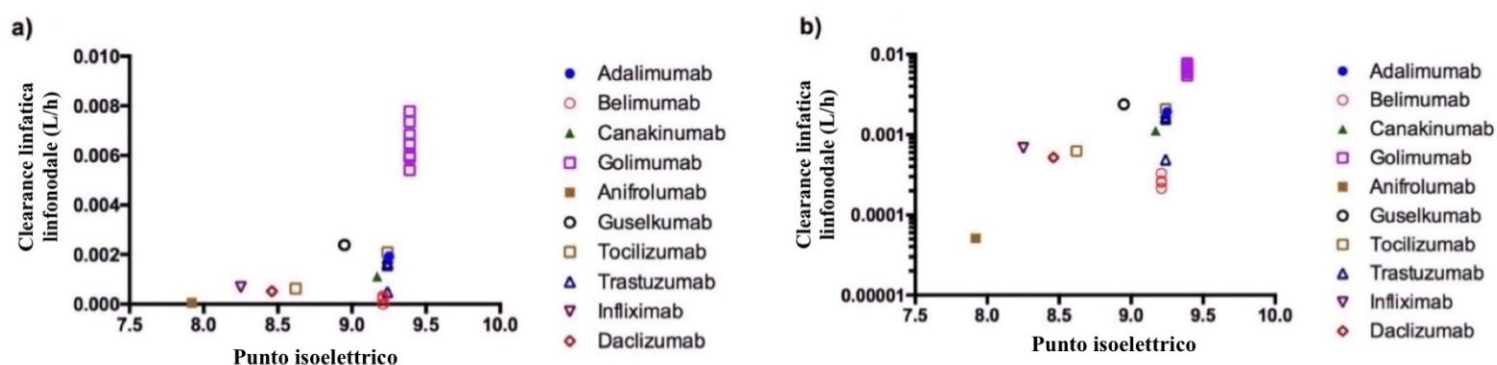 a)
Clearance linfatica
linfonodale (L/h)
0.010
0.008
0.006
0.004
0.002
0.000
7.5 8.0 8.5 9.0 9.5 10.0
Punto isoelettrico
Adalimumab
Belimumab
Canakinumab
Golimumab
Anifrolumab
Guselkumab
Tocilizumab
Trastuzumab
Infliximab
Daclizumab
b)
Clearance linfatica
linfonodale (L/h)
0.01
0.001
0.0001
0.00001
7.5 8.0 8.5 9.0 9.5 10.0
Punto isoelettrico
Adalimumab
Belimumab
Canakinumab
Golimumab
Anifrolumab
Guselkumab
Tocilizumab
Trastuzumab
Infliximab
Daclizumab